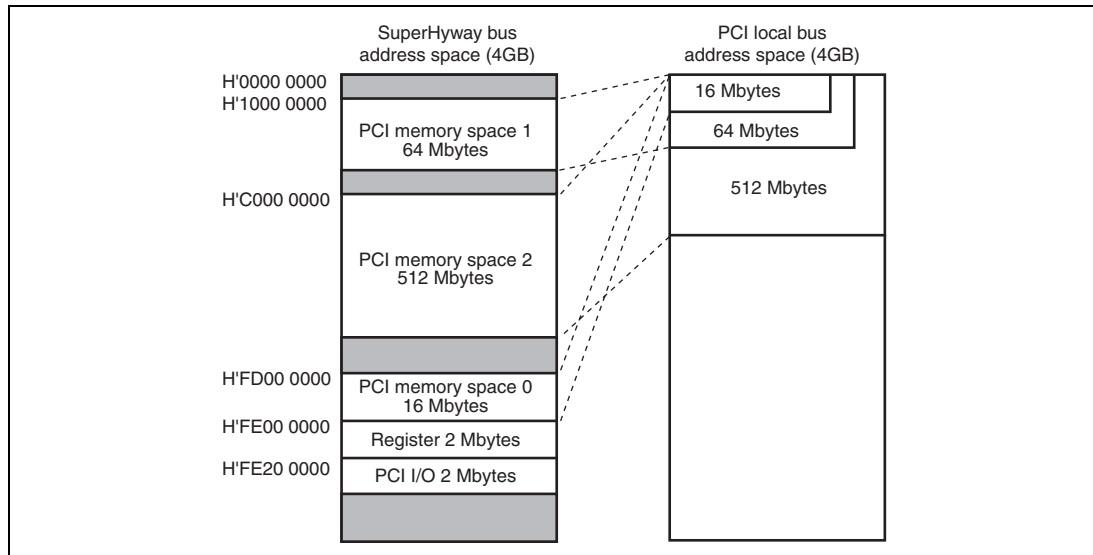 SuperHyway bus
address space (4GB)
PCI local bus
address space (4GB)
H'0000 0000
H'1000 0000
PCI memory space 1
64 Mbytes
H'C000 0000
PCI memory space 2
512 Mbytes
H'FD00 0000
PCI memory space 0
16 Mbytes
H'FE00 0000
Register 2 Mbytes
H'FE20 0000
PCI I/O 2 Mbytes
16 Mbytes
64 Mbytes
512 Mbytes